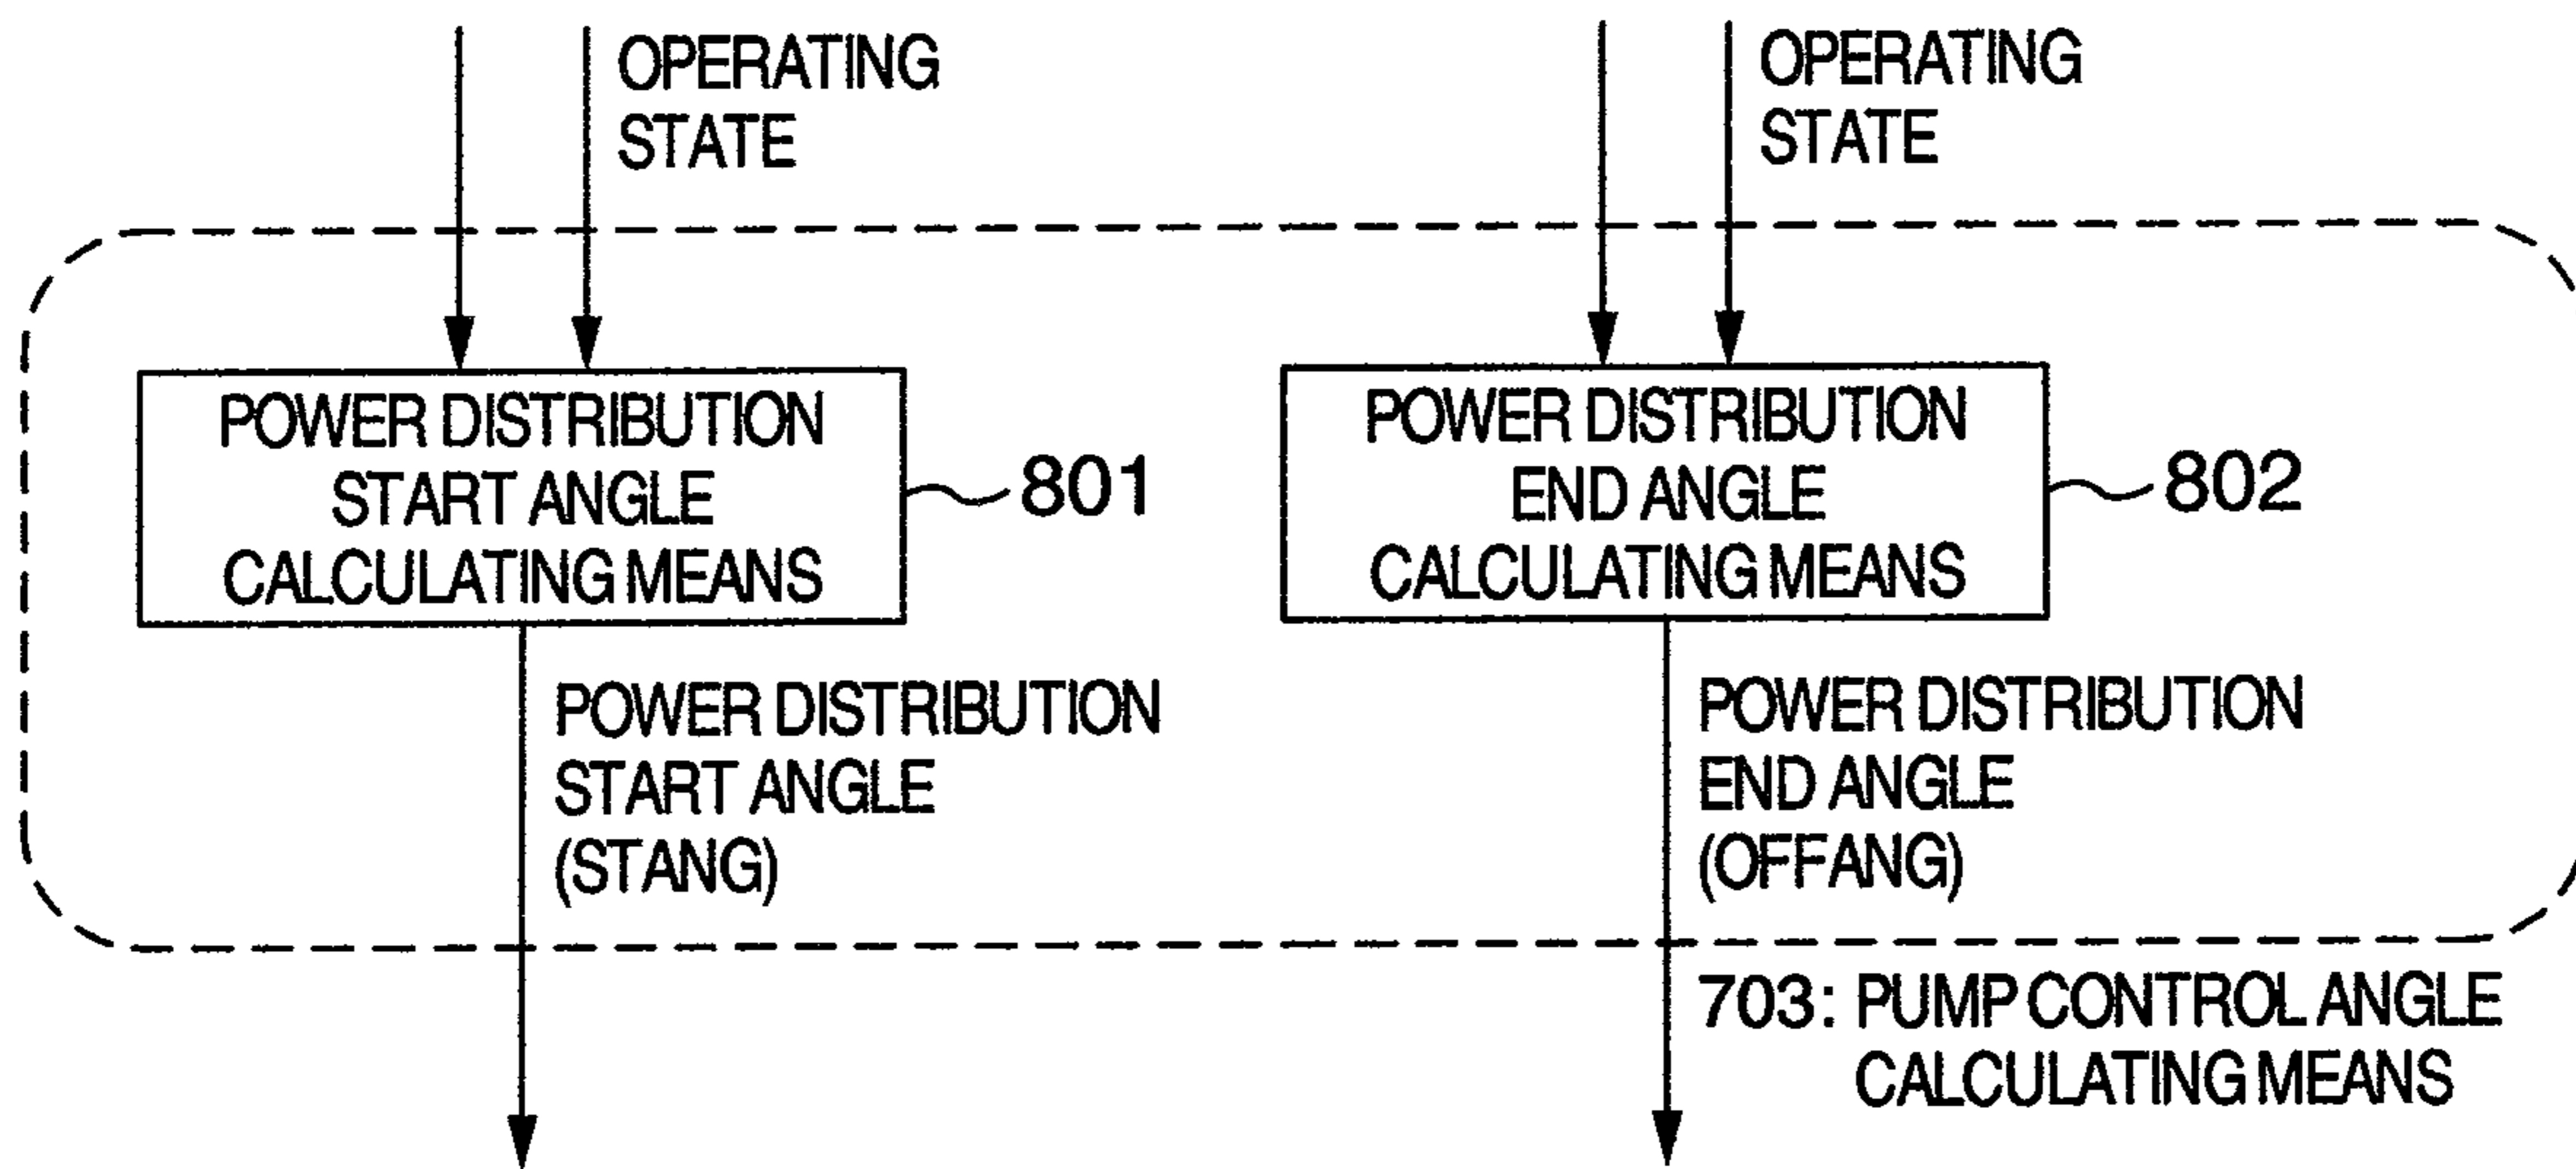 OPERATING
STATE
OPERATING
STATE
POWER DISTRIBUTION
START ANGLE
CALCULATING MEANS
801
POWER DISTRIBUTION
END ANGLE
CALCULATING MEANS
802
POWER DISTRIBUTION
START ANGLE
(STANG)
POWER DISTRIBUTION
END ANGLE
(OFFANG)
703: PUMP CONTROL ANGLE
CALCULATING MEANS